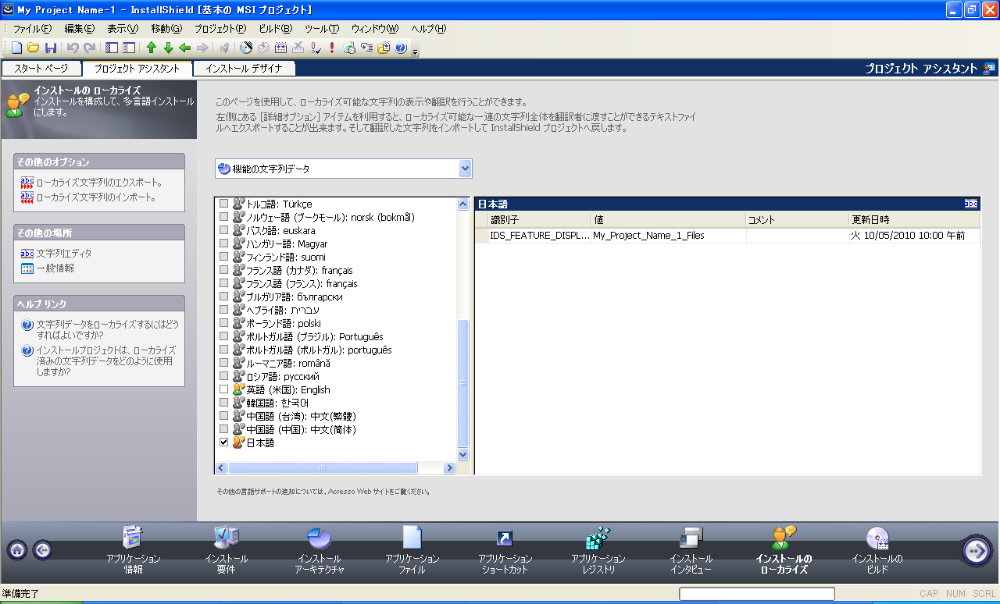 My Project Name-1 - InstallShield [基本の MSI プロジェクト]
ファイル(F) 編集(E) 表示(V) 移動(G) プロジェクト(P) ビルド(B) ツール(T) ウィンドウ(W) ヘルプ(H)
スタート ページ プロジェクト アシスタント インストール デザイナ プロジェクト アシスタント
インストールの ローカライズ
インストールを構成して、多言語インストール
にします。
このページを使用して、ローカライズ可能な文字列の表示や翻訳を行うことができます。
左側にある [詳細オプション] アイテムを利用すると、ローカライズ可能な一連の文字列全体を翻訳者に渡すことができるテキストファイ
ルへエクスポートすることが出来ます。そして翻訳した文字列をインポートして InstallShield プロジェクトへ戻します。
その他のオプション
ローカライズ文字列のエクスポート。
ローカライズ文字列のインポート。
その他の場所
文字列エディタ
一般情報
ヘルプ リンク
文字列データをローカライズするにはどう
すればよいですか?
インストールプロジェクトは、ローカライズ
済みの文字列データをどのように使用
しますか?
機能の文字列データ
トルコ語: Türkçe
ノルウェー語 (ブークモール): norsk (bokmål)
バスク語: euskara
ハンガリー語: Magyar
フィンランド語: suomi
フランス語 (カナダ): français
フランス語 (フランス): français
ブルガリア語: български
ヘブライ語: עברית
ポーランド語: polski
ポルトガル語 (ブラジル): Português
ポルトガル語 (ポルトガル): português
ルーマニア語: română
ロシア語: русский
英語 (米国): English
韓国語: 한국어
中国語 (台湾): 中文(繁體)
中国語 (中国): 中文(简体)
日本語
日本語 abc
識別子 値 コメント 更新日時
IDS_FEATURE_DISPL... My_Project_Name_1_Files 火 10/05/2010 10:00 午前
その他の言語サポートの追加については、Acresso Web サイトをご覧ください。
アプリケーション
情報
インストール
要件
インストール
アーキテクチャ
アプリケーション
ファイル
アプリケーション
ショートカット
アプリケーション
レジストリ
インストール
インタビュー
インストールの
ローカライズ
インストールの
ビルド
準備完了 CAP NUM SCRL